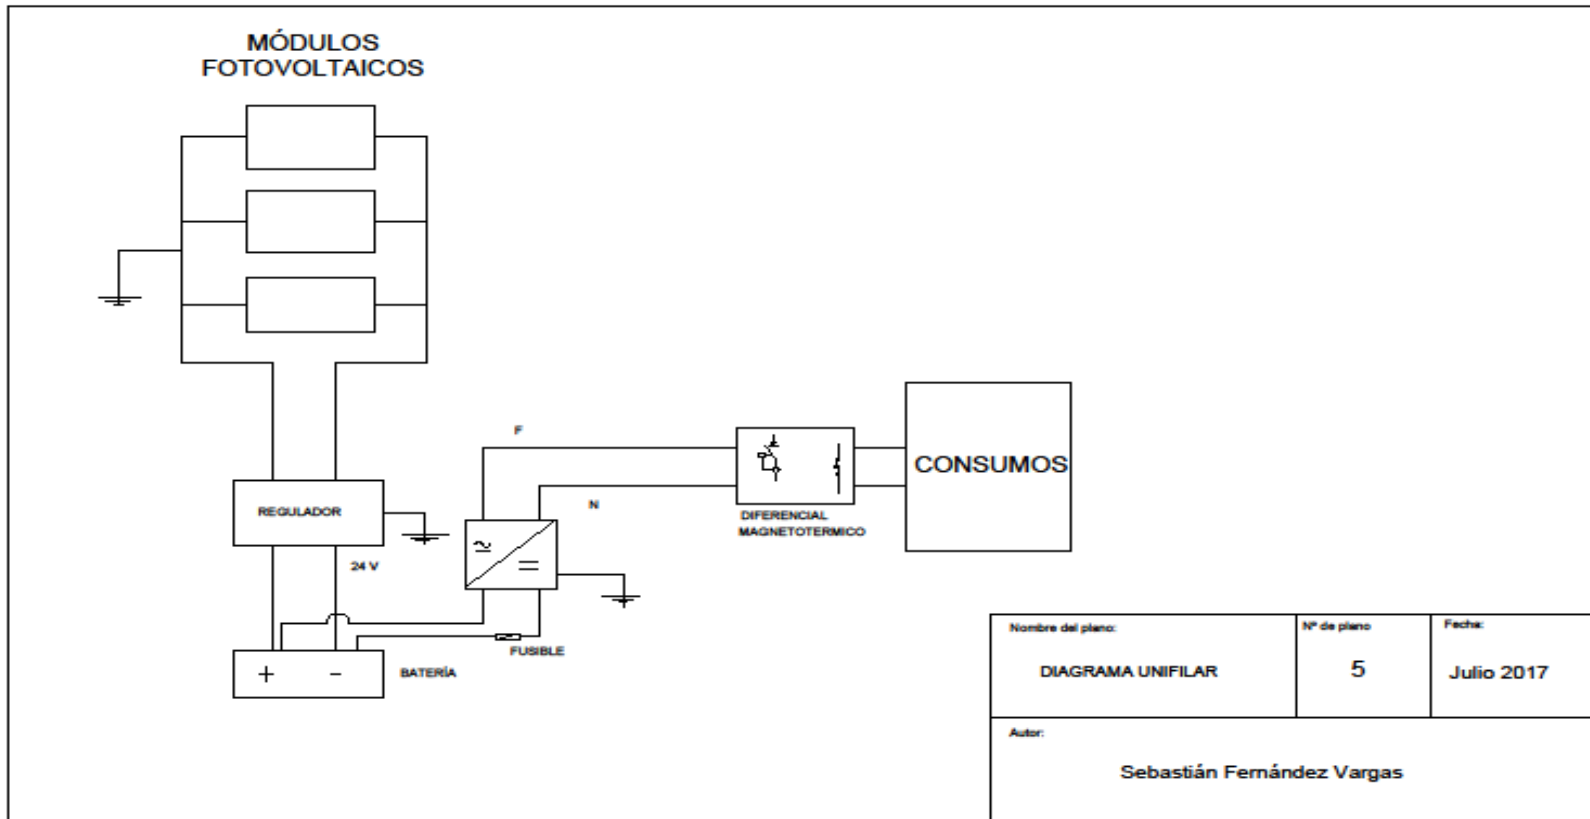 MÓDULOS
FOTOVOLTAICOS
F
N
REGULADOR
24 V
DIFERENCIAL
MAGNETOTERMICO
CONSUMOS
FUSIBLE
+ -
BATERÍA
Nombre del plano:
DIAGRAMA UNIFILAR
Nº de plano
5
Fecha:
Julio 2017
Autor:
Sebastián Fernández Vargas